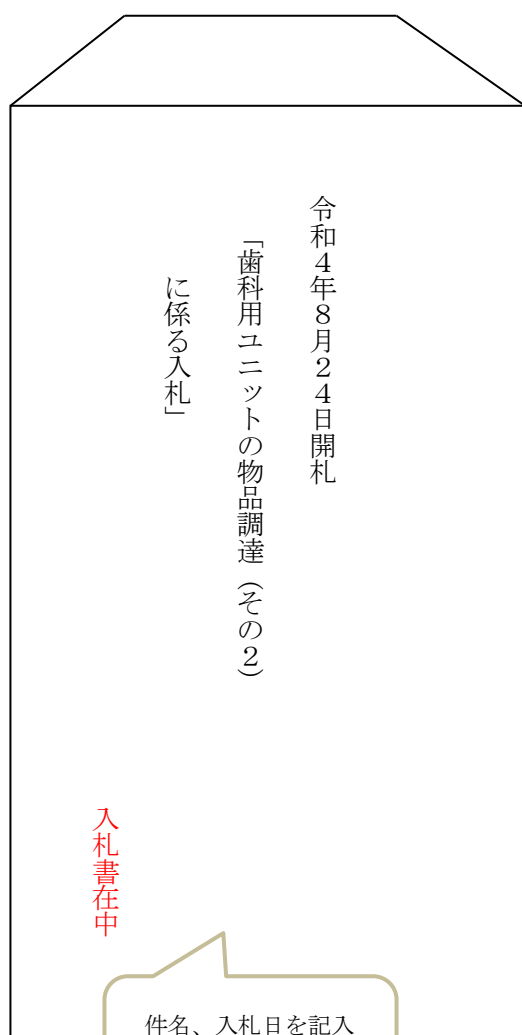 令和４年８月２４日開札
「歯科用ユニットの物品調達（その２）
に係る入札」
入札書在中
件名、入札日を記入